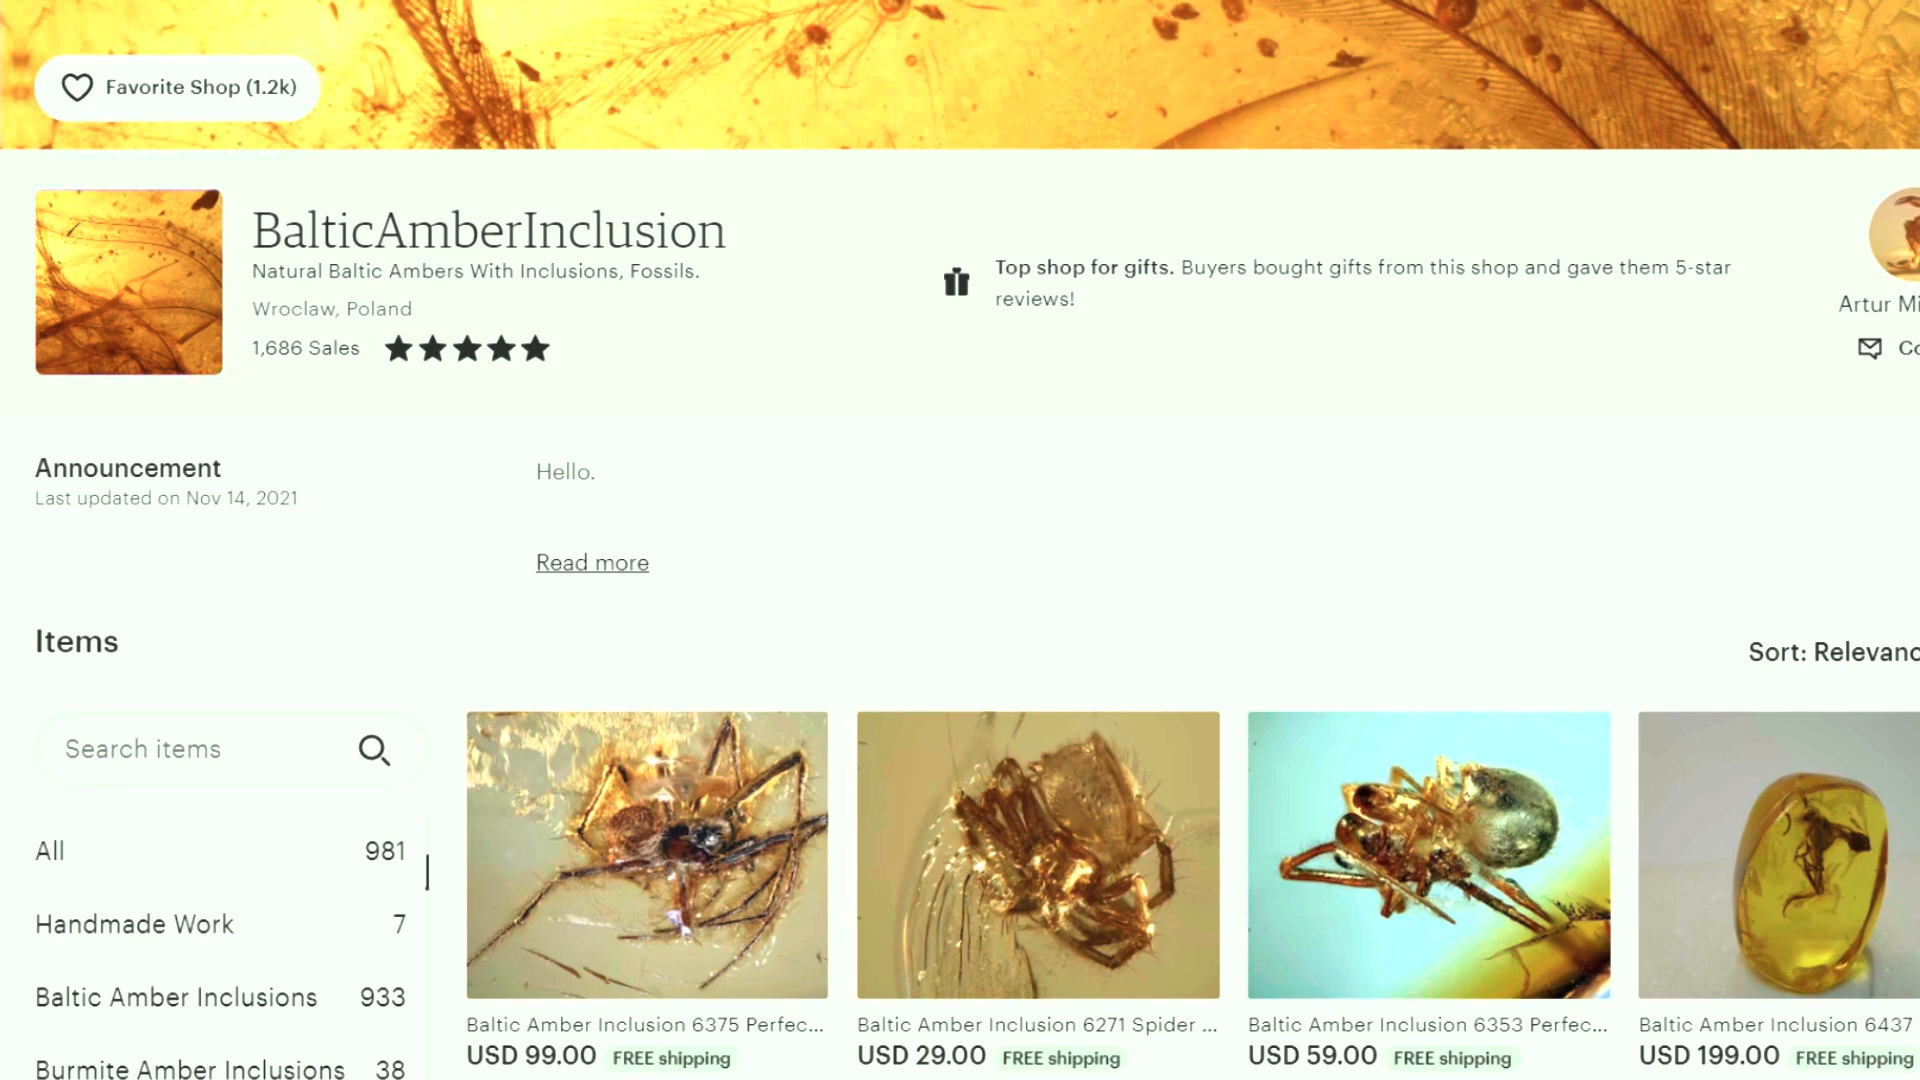 Favorite Shop (1.2k)
BalticAmberInclusion
Natural Baltic Ambers With Inclusions, Fossils.
Wroclaw, Poland
1,686 Sales
Top shop for gifts. Buyers bought gifts from this shop and gave them 5-star
reviews!
Artur
Announcement
Last updated on Nov 14, 2021
Hello.
Read more
Items
Sort:
Search items
All 981
Handmade Work 7
Baltic Amber Inclusions 933
Burmite Amber Inclusions 38
Baltic Amber Inclusion 6375 Perfec...
USD 99.00 FREE shipping
Baltic Amber Inclusion 6271 Spider ...
USD 29.00 FREE shipping
Baltic Amber Inclusion 6353 Perfec...
USD 59.00 FREE shipping
Baltic Amber Inclusion 6437
USD 199.00 FREE shipping